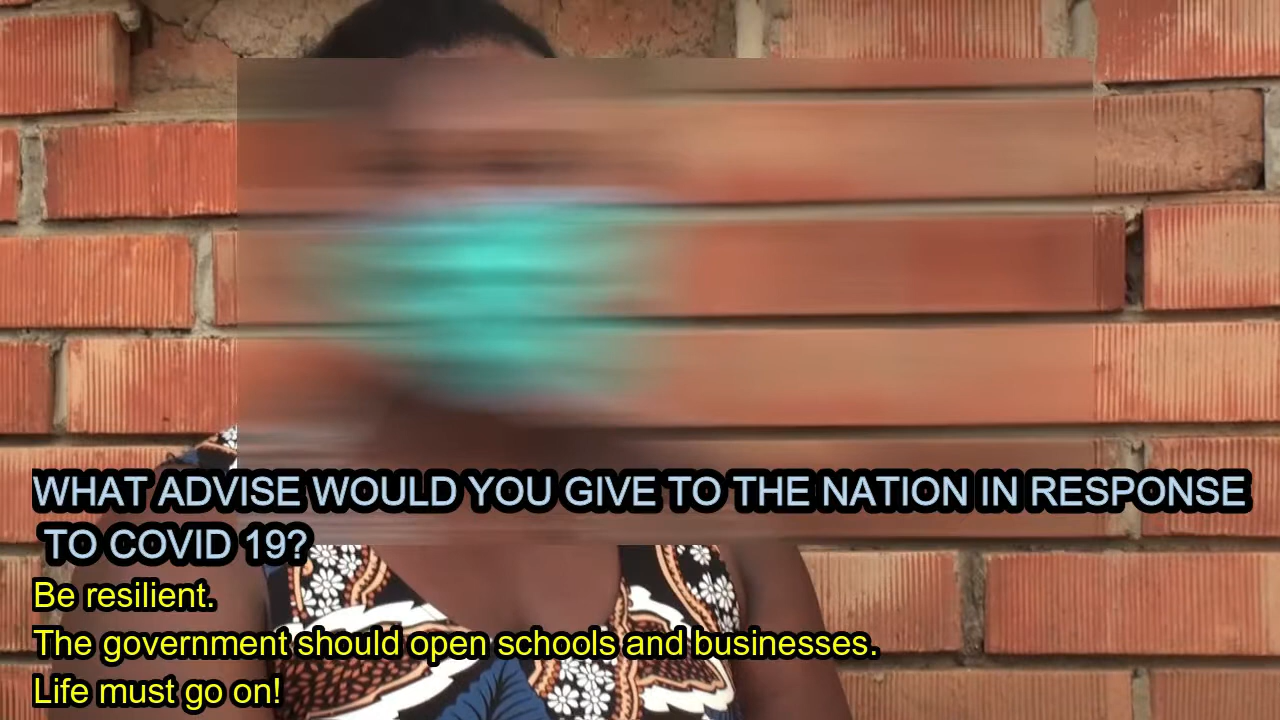 WHAT ADVISE WOULD YOU GIVE TO THE NATION IN RESPONSE
TO COVID 19?
Be resilient.
The government should open schools and businesses.
Life must go on!